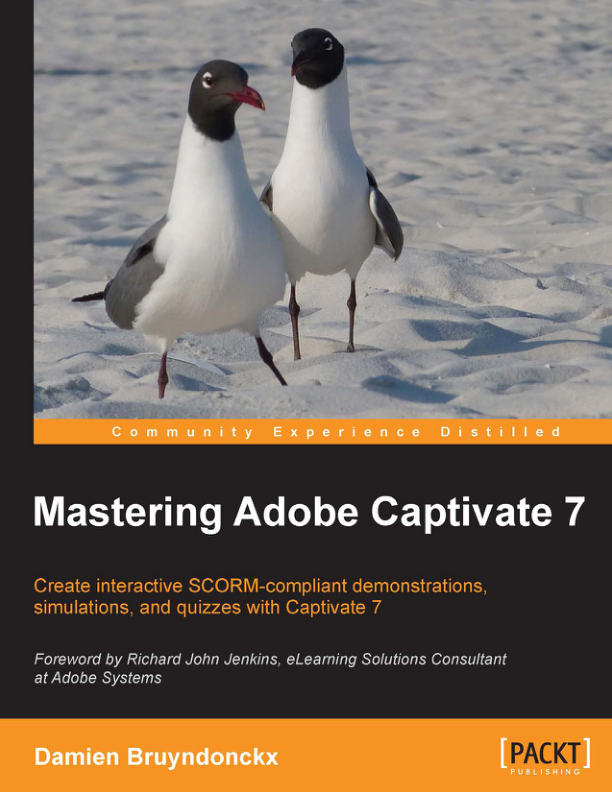 Community Experience Distilled
Mastering Adobe Captivate 7
Create interactive SCORM-compliant demonstrations,
simulations, and quizzes with Captivate 7
Foreword by Richard John Jenkins, eLearning Solutions Consultant
at Adobe Systems
Damien Bruyndonckx
[PACKT]
PUBLISHING